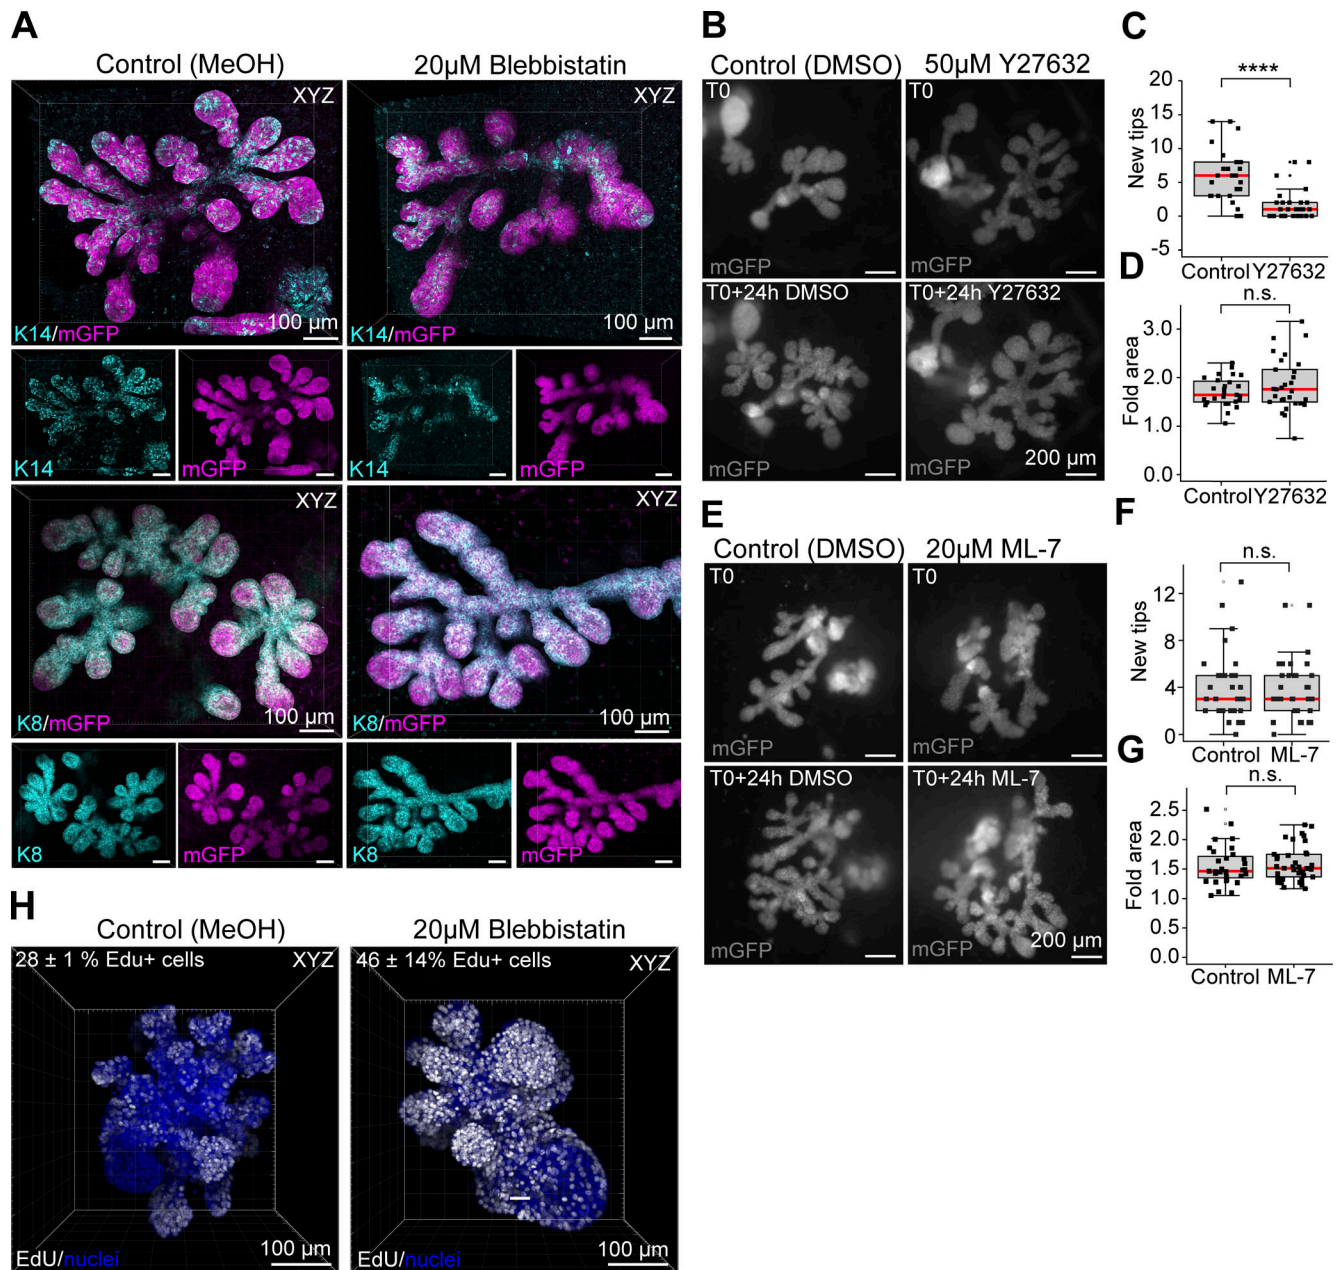 A
Control (MeOH)
20µM Blebbistatin
XYZ
K14/mGFP
100 µm
XYZ
K14/mGFP
100 µm
K14
mGFP
K14
mGFP
XYZ
K8/mGFP
100 µm
XYZ
K8/mGFP
100 µm
K8
mGFP
K8
mGFP
B
Control (DMSO)
50µM Y27632
T0
mGFP
T0
mGFP
T0+24h DMSO
mGFP
T0+24h Y27632
mGFP
200 µm
C
New tips
20
15
10
5
0
-5
****
Control Y27632
D
Fold area
3.0
2.0
1.0
0.0
n.s.
Control Y27632
E
Control (DMSO)
20µM ML-7
T0
mGFP
T0
mGFP
T0+24h DMSO
mGFP
T0+24h ML-7
mGFP
200 µm
F
New tips
12
8
4
0
n.s.
Control ML-7
G
Fold area
2.5
2.0
1.5
1.0
0.5
0.0
n.s.
Control ML-7
H
Control (MeOH)
20µM Blebbistatin
28 ± 1 % Edu+ cells
XYZ
EdU/nuclei
100 µm
46 ± 14% Edu+ cells
XYZ
EdU/nuclei
100 µm